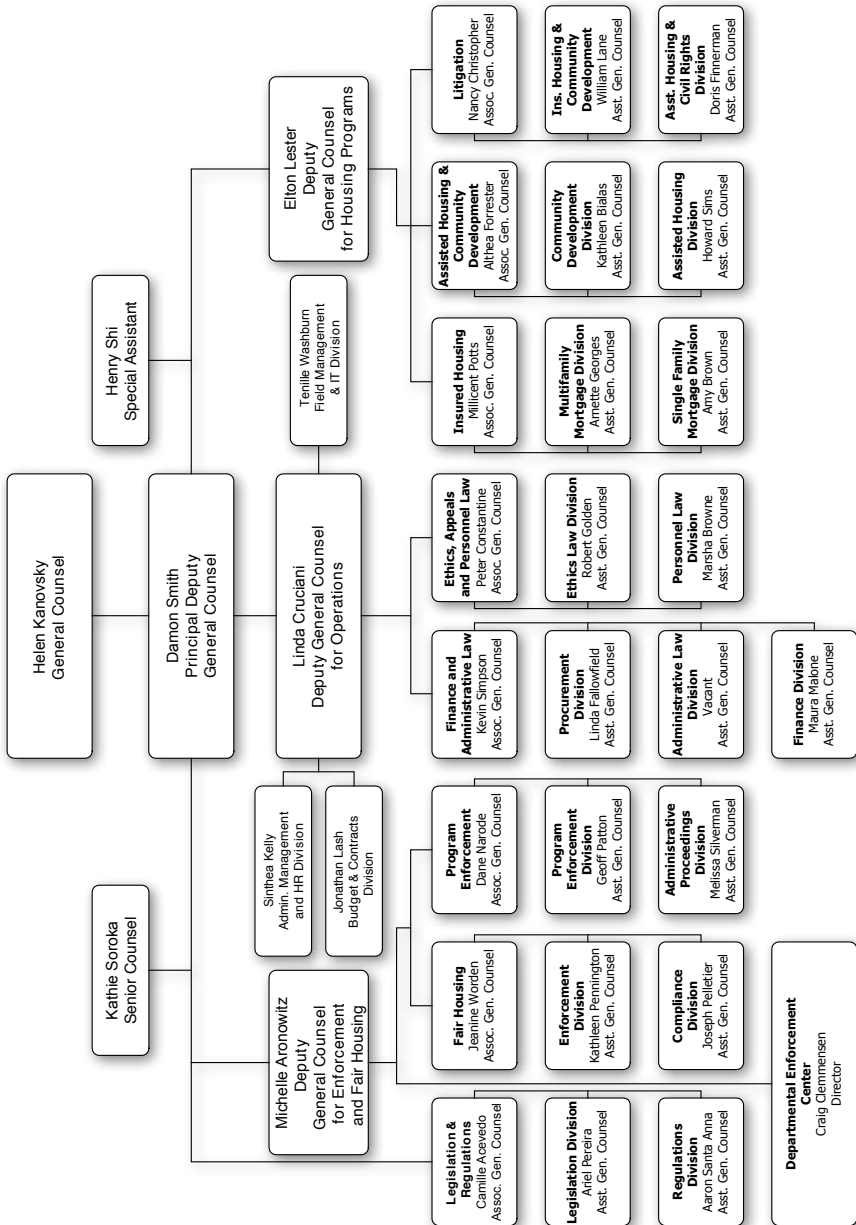 Helen Kanovsky
General Counsel
Kathie Soroka
Senior Counsel
Henry Shi
Special Assistant
Damon Smith
Principal Deputy
General Counsel
Michelle Aronowitz
Deputy
General Counsel
for Enforcement
and Fair Housing
Sinthea Kelly
Admin. Management
and HR Division
Jonathan Lash
Budget & Contracts
Division
Linda Cruciani
Deputy General Counsel
for Operations
Tenille Washburn
Field Management
& IT Division
Elton Lester
Deputy
General Counsel
for Housing Programs
Legislation &
Regulations
Camille Acevedo
Assoc. Gen. Counsel
Fair Housing
Jeanine Worden
Assoc. Gen. Counsel
Program
Enforcement
Dane Narode
Assoc. Gen. Counsel
Finance and
Administrative Law
Kevin Simpson
Assoc. Gen. Counsel
Ethics, Appeals
and Personnel Law
Peter Constantine
Assoc. Gen. Counsel
Insured Housing
Millicent Potts
Assoc. Gen. Counsel
Assisted Housing &
Community
Development
Althea Forrester
Assoc. Gen. Counsel
Litigation
Nancy Christopher
Assoc. Gen. Counsel
Legislation Division
Ariel Pereira
Asst. Gen. Counsel
Enforcement
Division
Kathleen Pennington
Asst. Gen. Counsel
Program
Enforcement
Division
Geoff Patton
Asst. Gen. Counsel
Procurement
Division
Linda Fallowfield
Asst. Gen. Counsel
Ethics Law Division
Robert Golden
Asst. Gen. Counsel
Multifamily
Mortgage Division
Amette Georges
Asst. Gen. Counsel
Community
Development
Division
Kathleen Bialas
Asst. Gen. Counsel
Ins. Housing &
Community
Development
William Lane
Asst. Gen. Counsel
Regulations
Division
Aaron Santa Anna
Asst. Gen. Counsel
Compliance
Division
Joseph Pelletier
Asst. Gen. Counsel
Administrative
Proceedings
Division
Melissa Silverman
Asst. Gen. Counsel
Administrative Law
Division
Vacant
Asst. Gen. Counsel
Personnel Law
Division
Marsha Browne
Asst. Gen. Counsel
Single Family
Mortgage Division
Amy Brown
Asst. Gen. Counsel
Assisted Housing
Division
Howard Sims
Asst. Gen. Counsel
Asst. Housing &
Civil Rights
Division
Doris Finnerman
Asst. Gen. Counsel
Departmental Enforcement
Center
Craig Clemmensen
Director
Finance Division
Maura Malone
Asst. Gen. Counsel